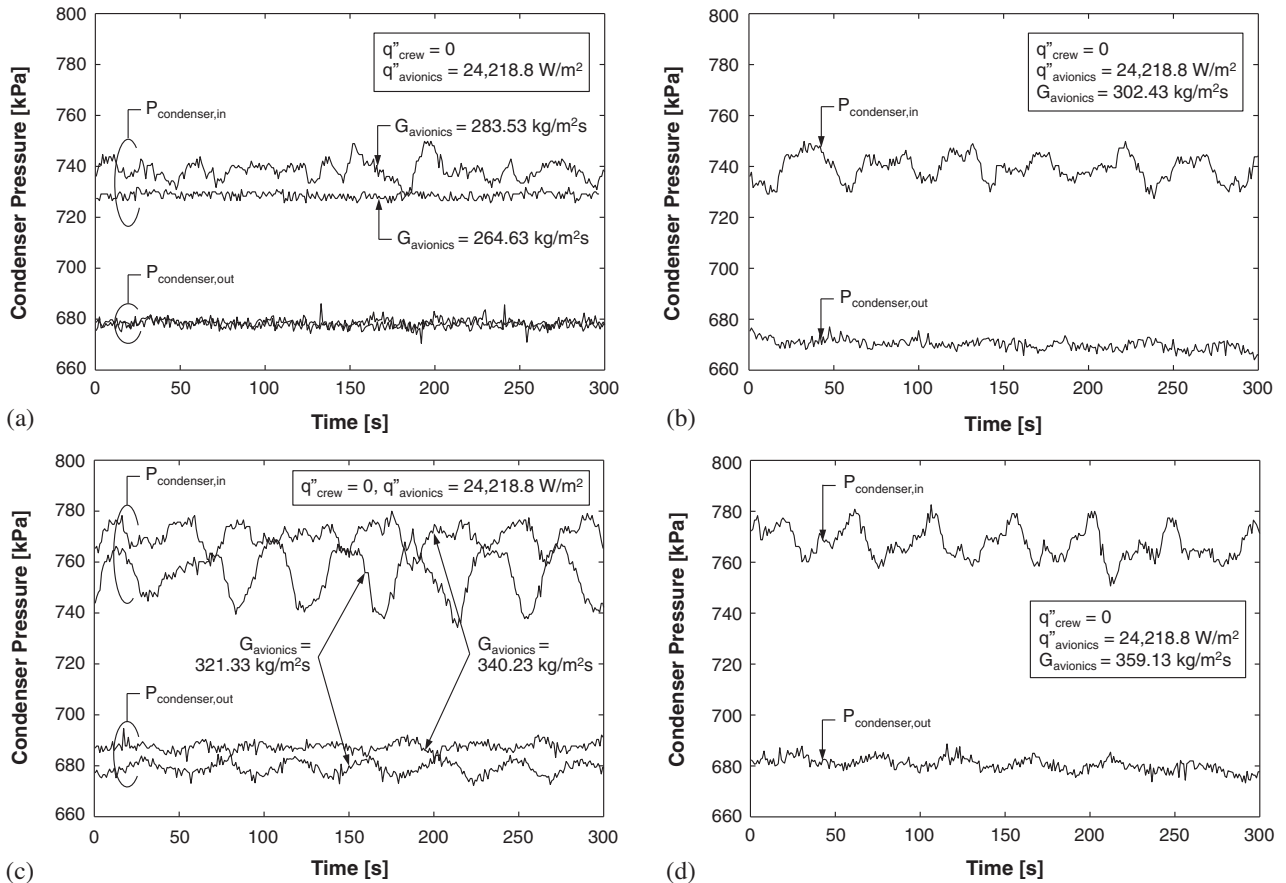 800
780
760
740
720
700
680
660
Condenser Pressure [kPa]
q"crew = 0
q"avionics = 24,218.8 W/m²
Pcondenser,in
Gavionics = 283.53 kg/m²s
Gavionics = 264.63 kg/m²s
Pcondenser,out
0 50 100 150 200 250 300
Time [s]
(a)
800
780
760
740
720
700
680
660
Condenser Pressure [kPa]
q"crew = 0
q"avionics = 24,218.8 W/m²
Gavionics = 302.43 kg/m²s
Pcondenser,in
Pcondenser,out
0 50 100 150 200 250 300
Time [s]
(b)
800
780
760
740
720
700
680
660
Condenser Pressure [kPa]
Pcondenser,in
q"crew = 0, q"avionics = 24,218.8 W/m²
Gavionics =
321.33 kg/m²s
Gavionics =
340.23 kg/m²s
Pcondenser,out
0 50 100 150 200 250 300
Time [s]
(c)
800
780
760
740
720
700
680
660
Condenser Pressure [kPa]
Pcondenser,in
q"crew = 0
q"avionics = 24,218.8 W/m²
Gavionics = 359.13 kg/m²s
Pcondenser,out
0 50 100 150 200 250 300
Time [s]
(d)